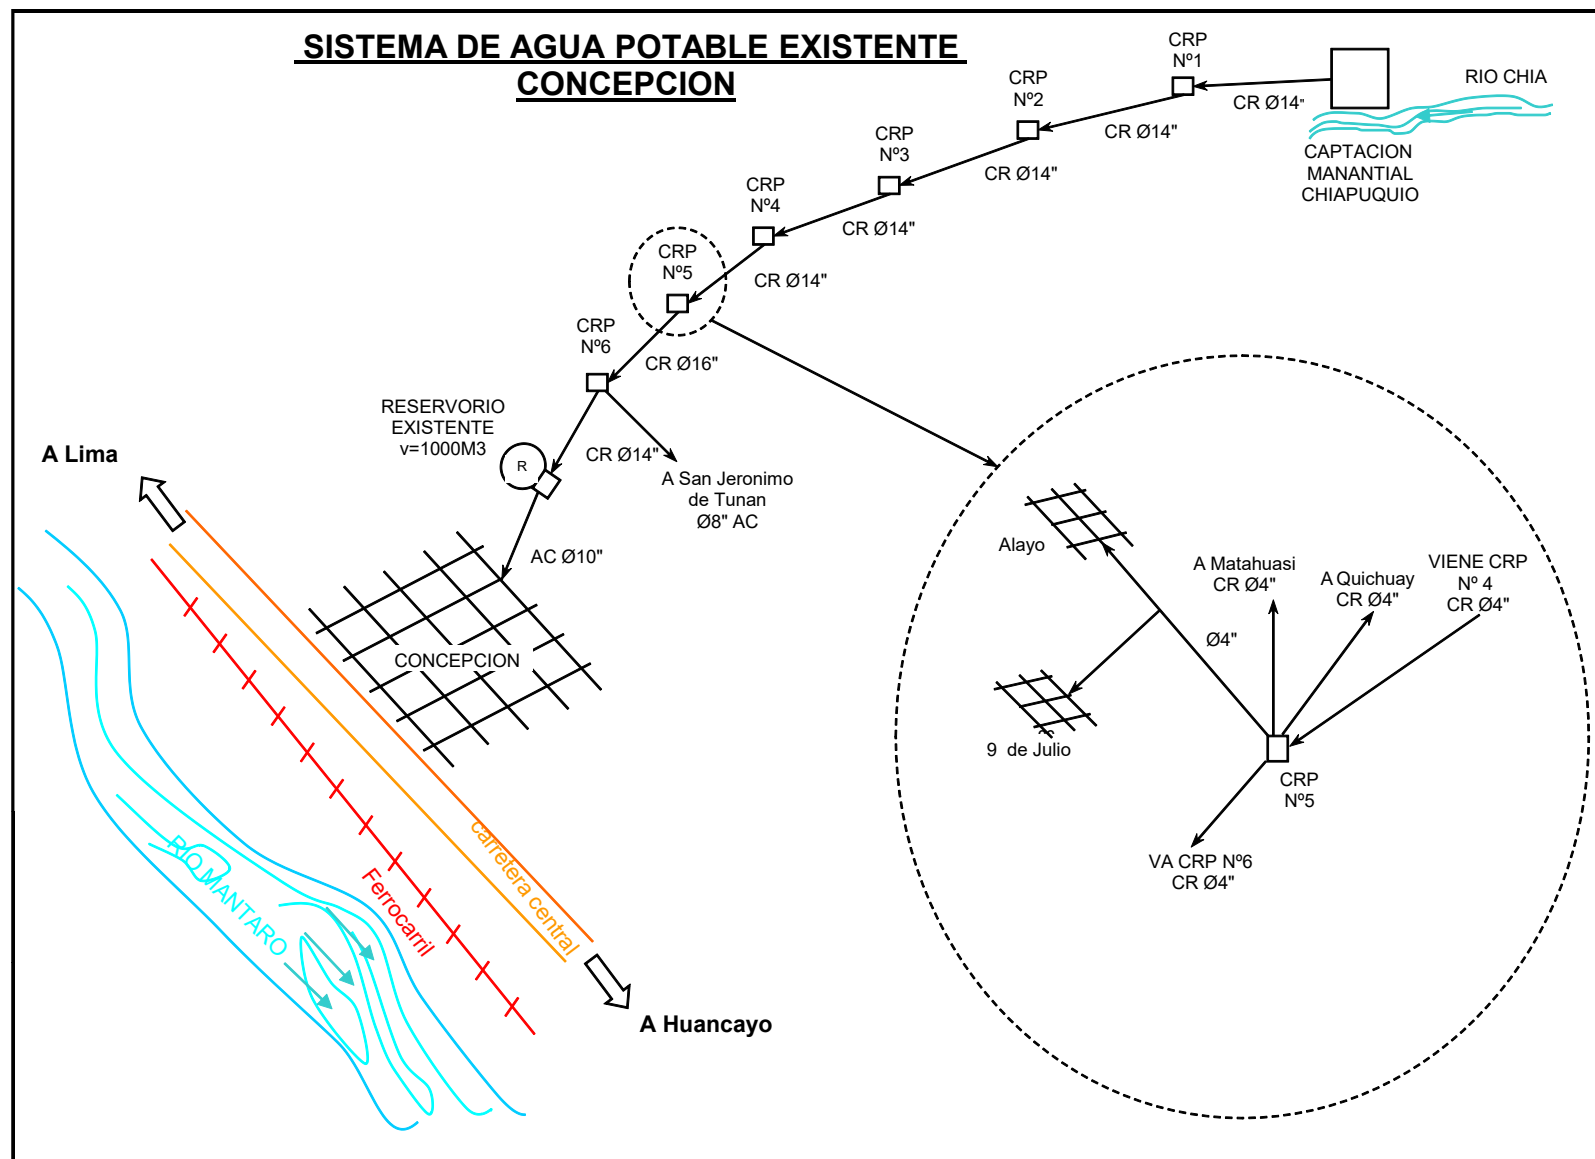 SISTEMA DE AGUA POTABLE EXISTENTE
CONCEPCION
CRP
Nº1
CR Ø14"
RIO CHIA
CAPTACION
MANANTIAL
CHIAPUQUIO
CRP
Nº2
CR Ø14"
CRP
Nº3
CR Ø14"
CRP
Nº4
CR Ø14"
CRP
Nº5
CR Ø14"
CRP
Nº6
CR Ø16"
RESERVORIO
EXISTENTE
v=1000M3
R
CR Ø14"
A San Jeronimo
de Tunan
Ø8" AC
AC Ø10"
CONCEPCION
A Lima
carretera central
Ferrocarril
RIO MANTARO
A Huancayo
Alayo
9 de Julio
Ø4"
A Matahuasi
CR Ø4"
A Quichuay
CR Ø4"
VIENE CRP
Nº 4
CR Ø4"
CRP
Nº5
VA CRP Nº6
CR Ø4"